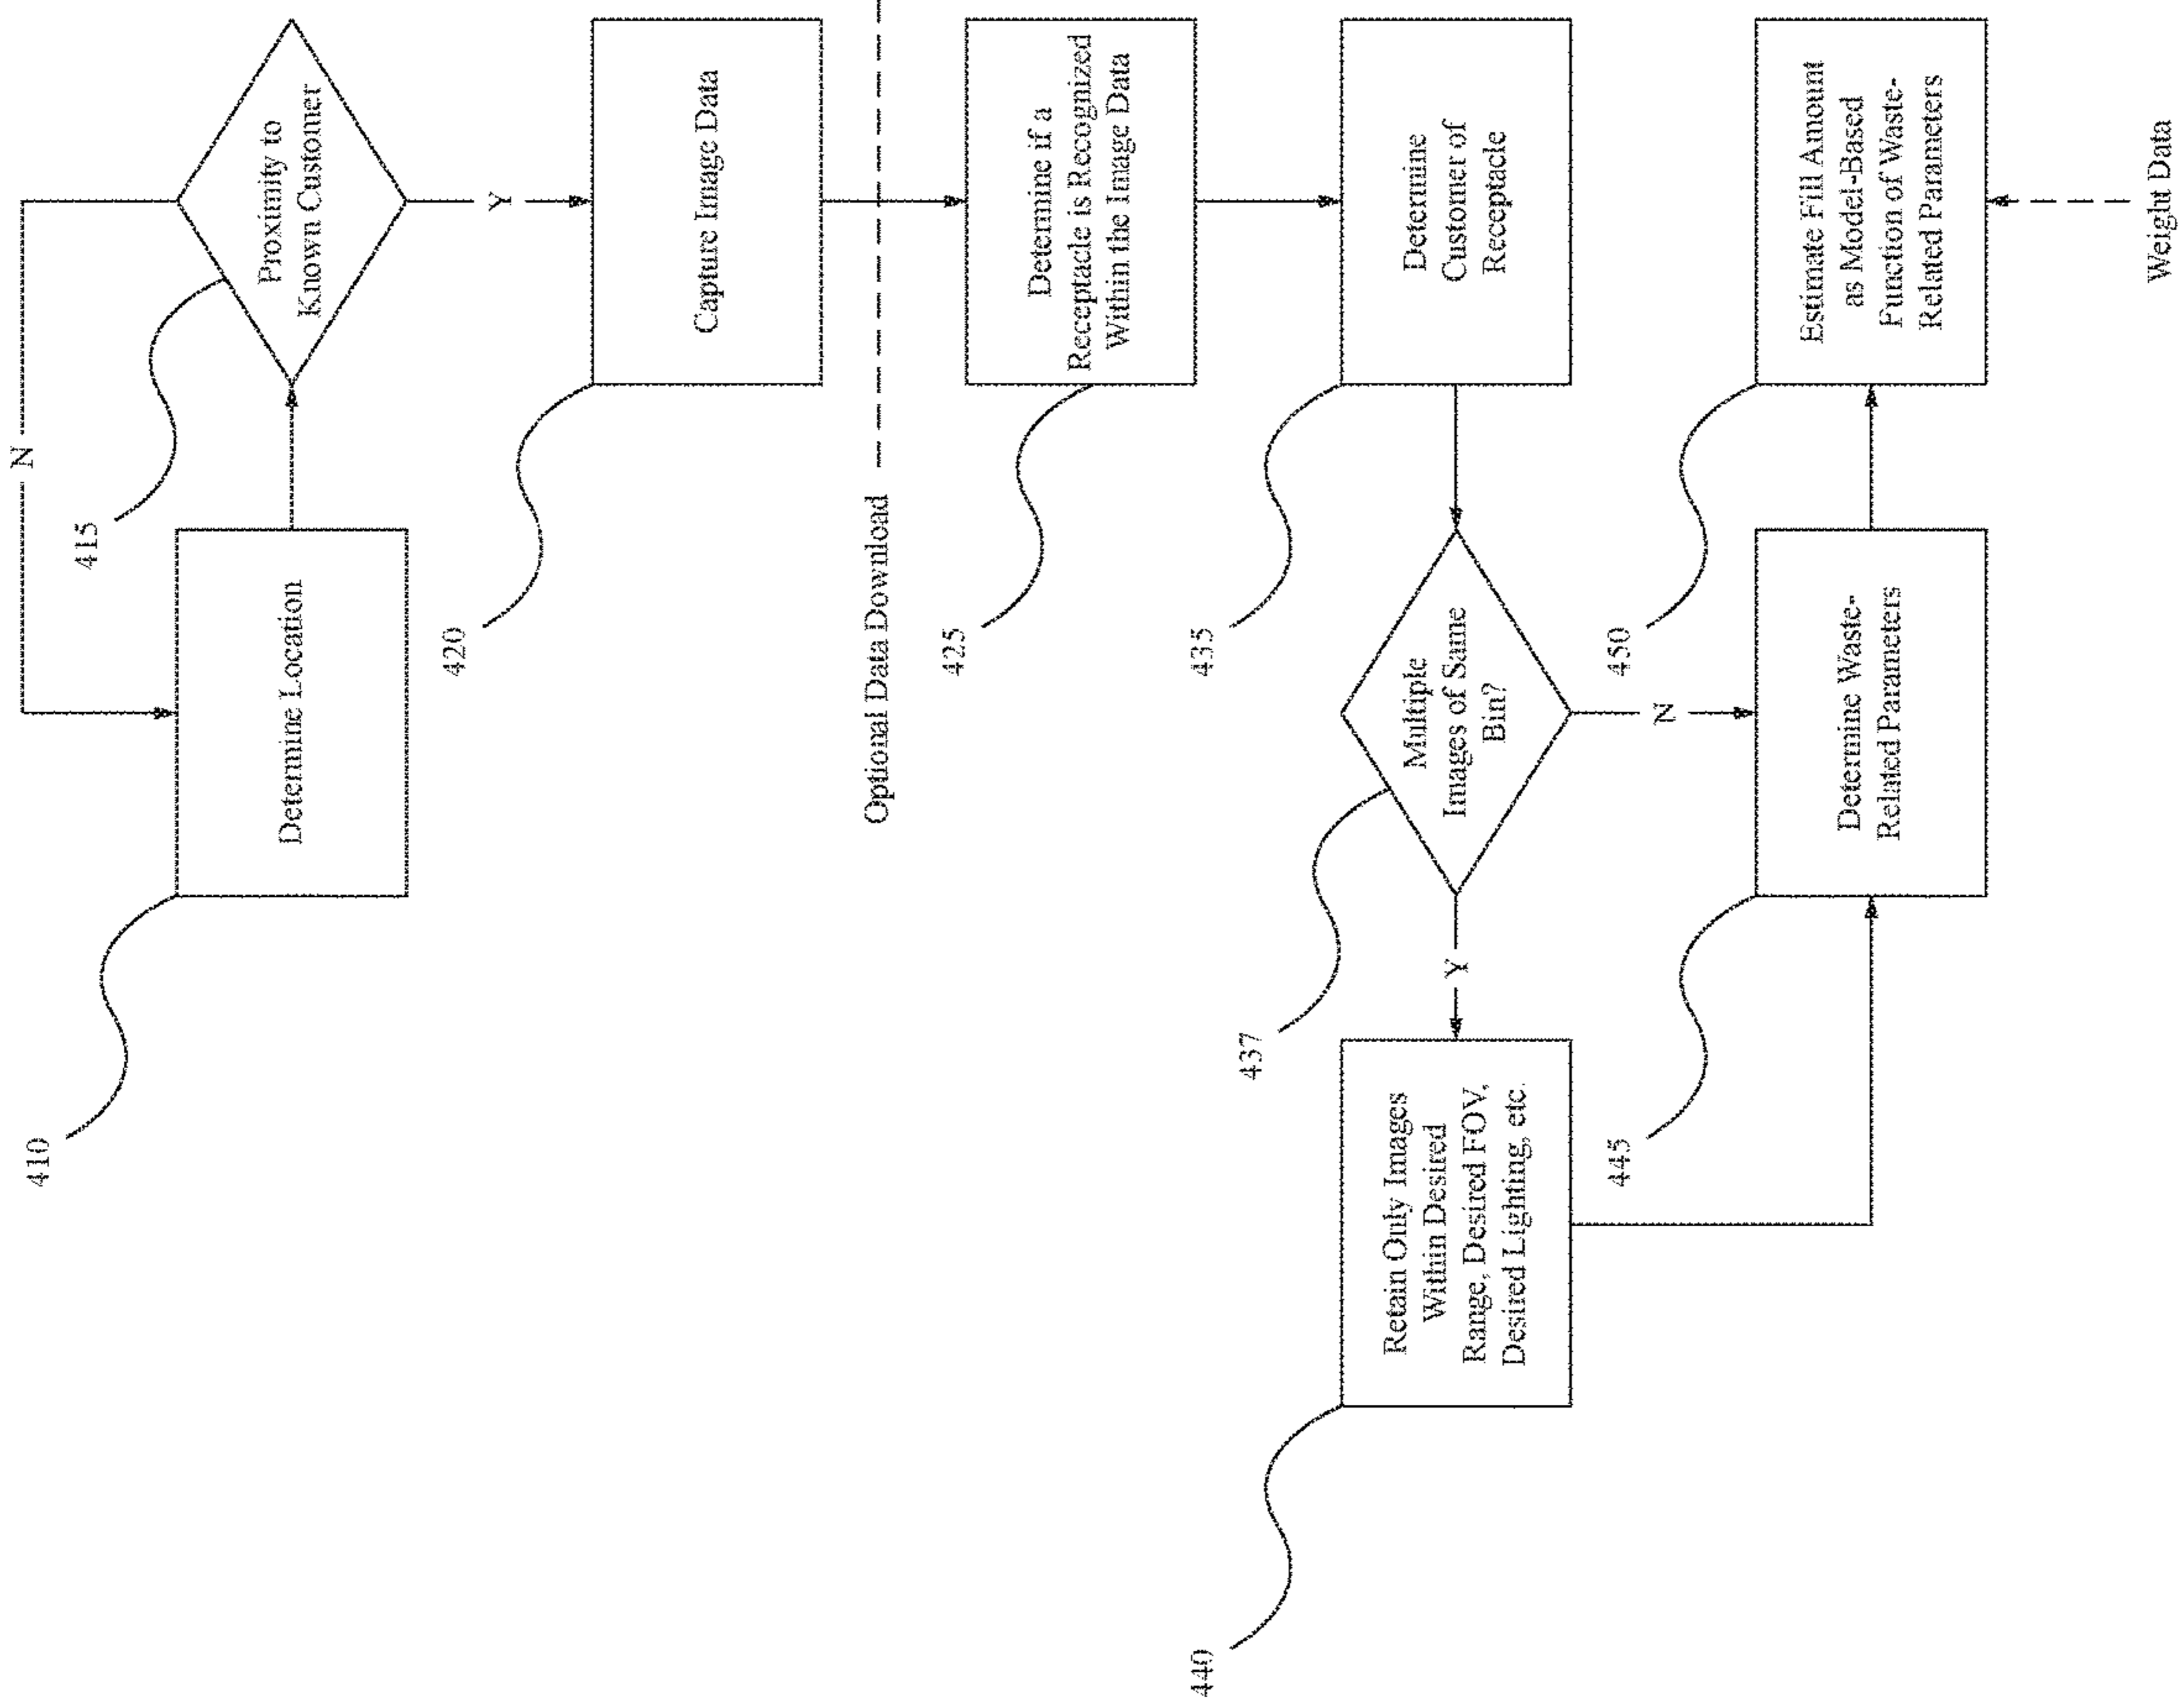 410
Determine Location
N
415
Proximity to
Known Customer
Y
420
Capture Image Data
Optional Data Download
425
Determine if a
Receptacle is Recognized
Within the Image Data
435
Determine
Customer of
Receptacle
437
Multiple
Images of Same
Bin?
Y
N
440
Retain Only Images
Within Desired
Range, Desired FOV,
Desired Lighting, etc.
445
Determine Waste-
Related Parameters
450
Estimate Fill Amount
as Model-Based
Function of Waste-
Related Parameters
Weight Data